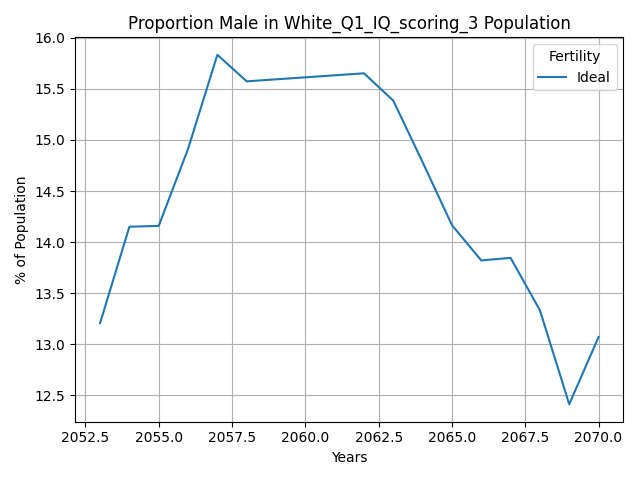 Proportion Male in White_Q1_IQ_scoring_3 Population
16.0
15.5
15.0
14.5
14.0
13.5
13.0
12.5
% of Population
Fertility
Ideal
2052.5 2055.0 2057.5 2060.0 2062.5 2065.0 2067.5 2070.0
Years